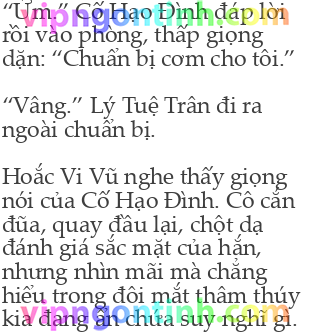 “Ừm.” Cố Hạo Đình đáp lời
rồi vào phòng, thấp giọng
dặn: “Chuẩn bị cơm cho tôi.”
“Vâng.” Lý Tuệ Trân đi ra
ngoài chuẩn bị.
Hoắc Vi Vũ nghe thấy giọng
nói của Cố Hạo Đình. Cô cắn
đũa, quay đầu lại, chột dạ
đánh giá sắc mặt của hắn,
nhưng nhìn mãi mà chẳng
hiểu trong đôi mắt thâm thúy
kia đang ẩn chứa suy nghĩ gì.
vipngontinh.com
vipngontinh.com